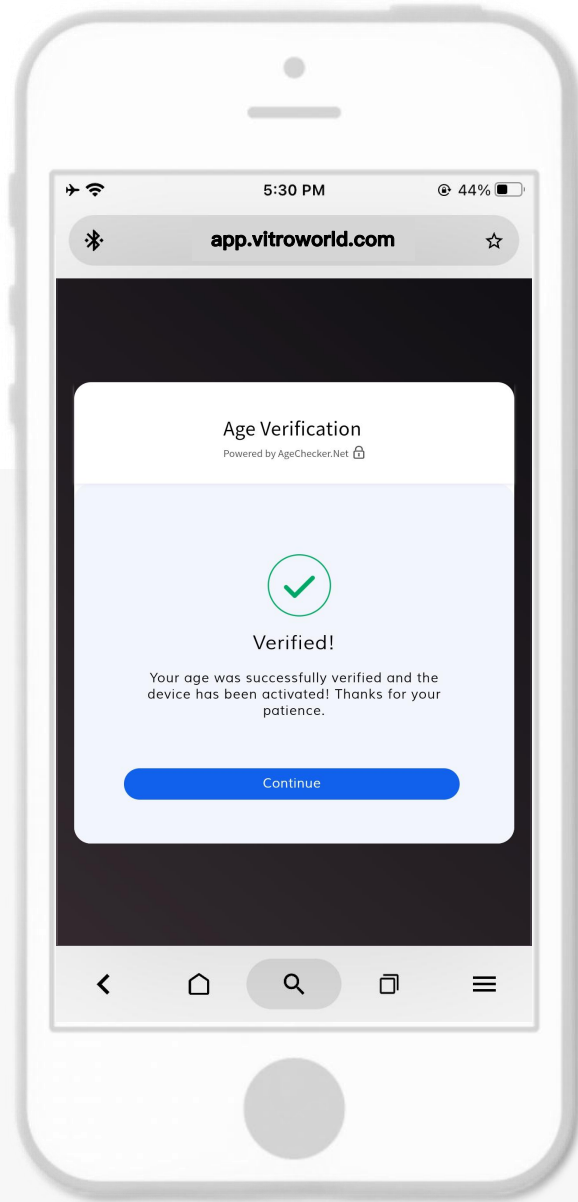 5:30 PM
44%
app.vitroworld.com
Age Verification
Powered by AgeChecker.Net
Verified!
Your age was successfully verified and the
device has been activated! Thanks for your
patience.
Continue